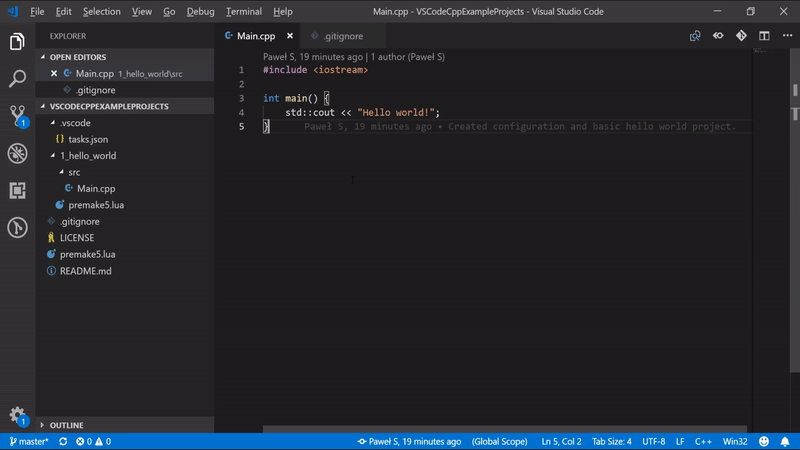 File Edit Selection View Go Debug Terminal Help Main.cpp - VSCodeCppExampleProjects - Visual Studio Code
EXPLORER
OPEN EDITORS
Main.cpp 1_hello_world\src
.gitignore
VSCODECPPEXAMPLEPROJECTS
.vscode
tasks.json
1_hello_world
src
Main.cpp
premake5.lua
.gitignore
LICENSE
premake5.lua
README.md
OUTLINE
1
1
Main.cpp .gitignore
Paweł S, 19 minutes ago | 1 author (Paweł S)
1 #include <iostream>
2
3 int main() {
4 std::cout << "Hello world!";
5 } Paweł S, 19 minutes ago • Created configuration and basic hello world project.
master* 0 0 Paweł S, 19 minutes ago (Global Scope) Ln 5, Col 2 Tab Size: 4 UTF-8 LF C++ Win32